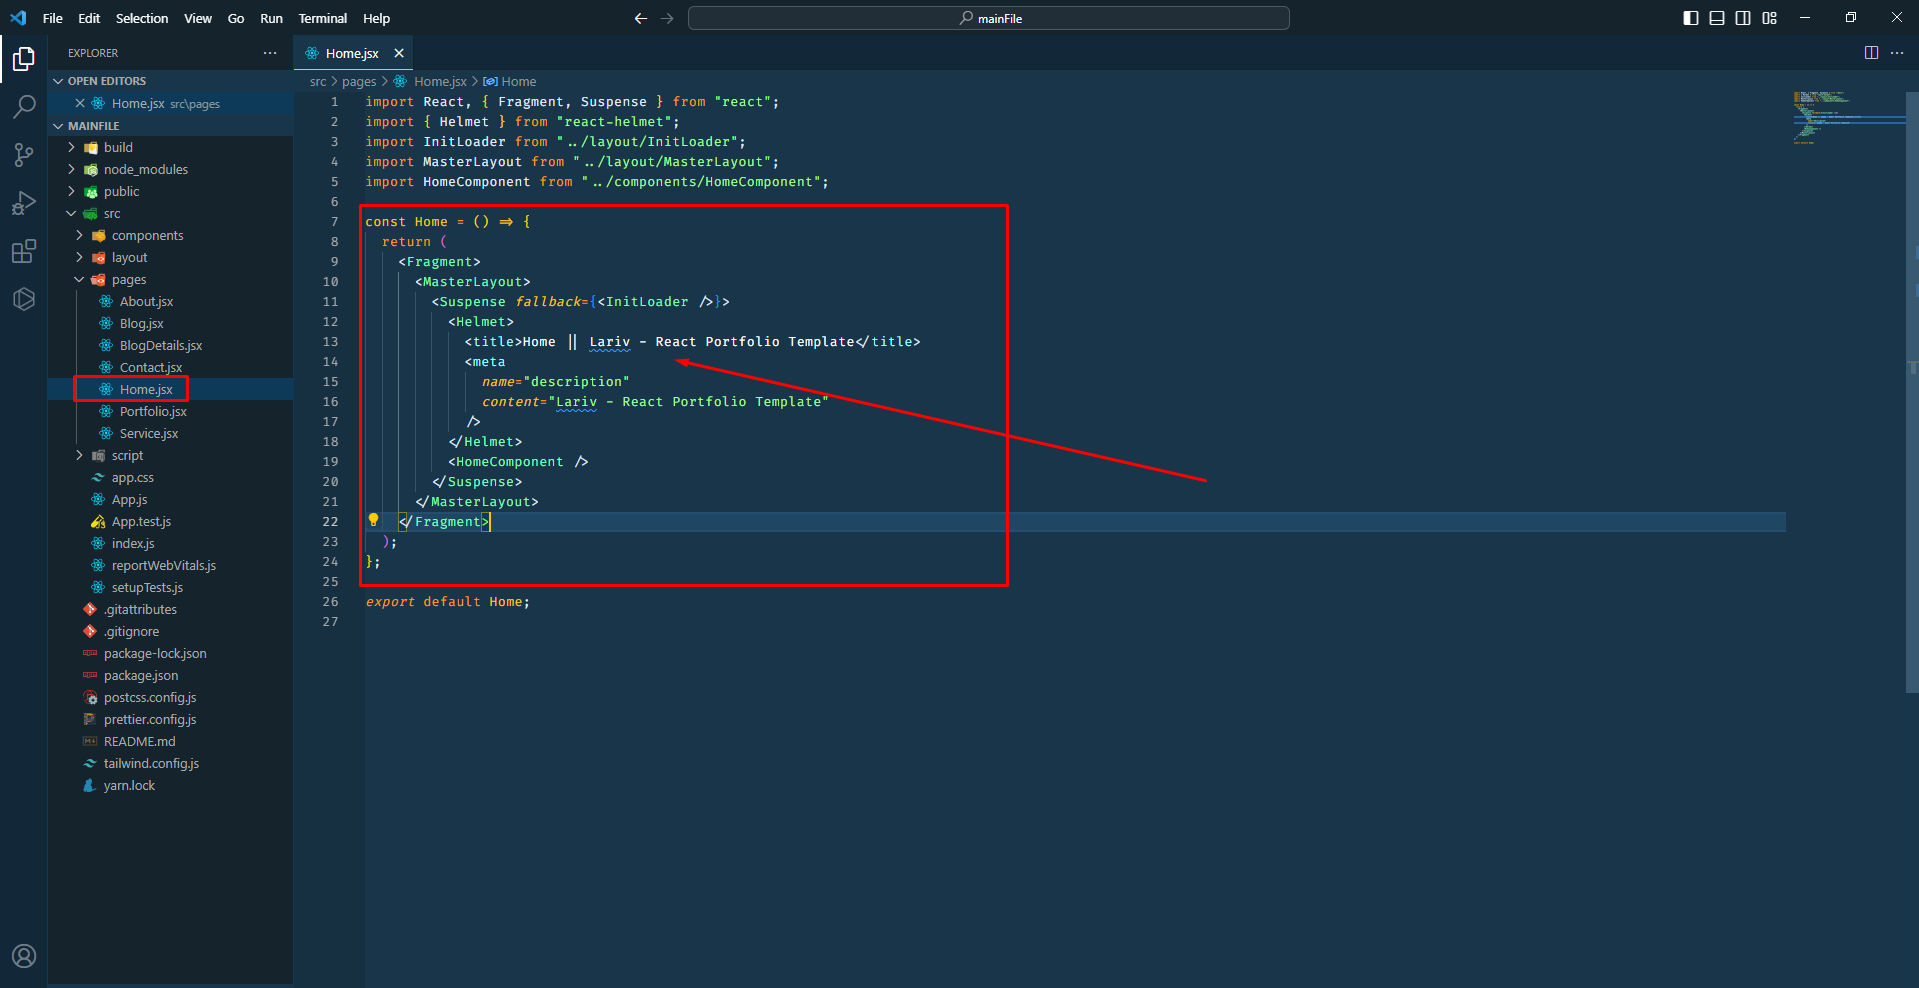 File Edit Selection View Go Run Terminal Help
mainFile
EXPLORER
OPEN EDITORS
Home.jsx src\pages
MAINFILE
build
node_modules
public
src
components
layout
pages
About.jsx
Blog.jsx
BlogDetails.jsx
Contact.jsx
Home.jsx
Portfolio.jsx
Service.jsx
script
app.css
App.js
App.test.js
index.js
reportWebVitals.js
setupTests.js
.gitattributes
.gitignore
package-lock.json
package.json
postcss.config.js
prettier.config.js
README.md
tailwind.config.js
yarn.lock
Home.jsx
src > pages > Home.jsx > Home
1 import React, { Fragment, Suspense } from "react";
2 import { Helmet } from "react-helmet";
3 import InitLoader from "../layout/InitLoader";
4 import MasterLayout from "../layout/MasterLayout";
5 import HomeComponent from "../components/HomeComponent";
6
7 const Home = () => {
8 return (
9 <Fragment>
10 <MasterLayout>
11 <Suspense fallback={<InitLoader />}>
12 <Helmet>
13 <title>Home || Lariv - React Portfolio Template</title>
14 <meta
15 name="description"
16 content="Lariv - React Portfolio Template"
17 />
18 </Helmet>
19 <HomeComponent />
20 </Suspense>
21 </MasterLayout>
22 </Fragment>
23 );
24 };
25
26 export default Home;
27